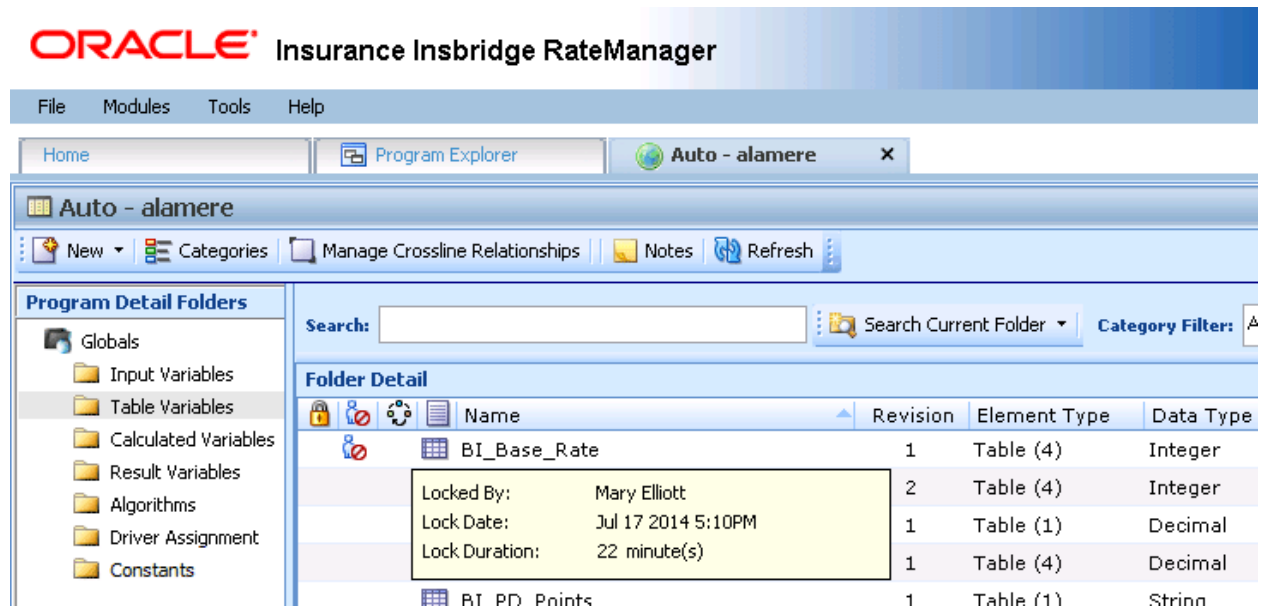 ORACLE Insurance Insbridge RateManager
File Modules Tools Help
Home Program Explorer Auto - alamere ×
Auto - alamere
New Categories Manage Crossline Relationships Notes Refresh
Program Detail Folders
Globals
Input Variables
Table Variables
Calculated Variables
Result Variables
Algorithms
Driver Assignment
Constants
Search: Search Current Folder Category Filter:
Folder Detail
Name Revision Element Type Data Type
BI_Base_Rate 1 Table (4) Integer
2 Table (4) Integer
1 Table (1) Decimal
1 Table (4) Decimal
Locked By: Mary Elliott
Lock Date: Jul 17 2014 5:10PM
Lock Duration: 22 minute(s)
BI_PD_Points 1 Table (1) String